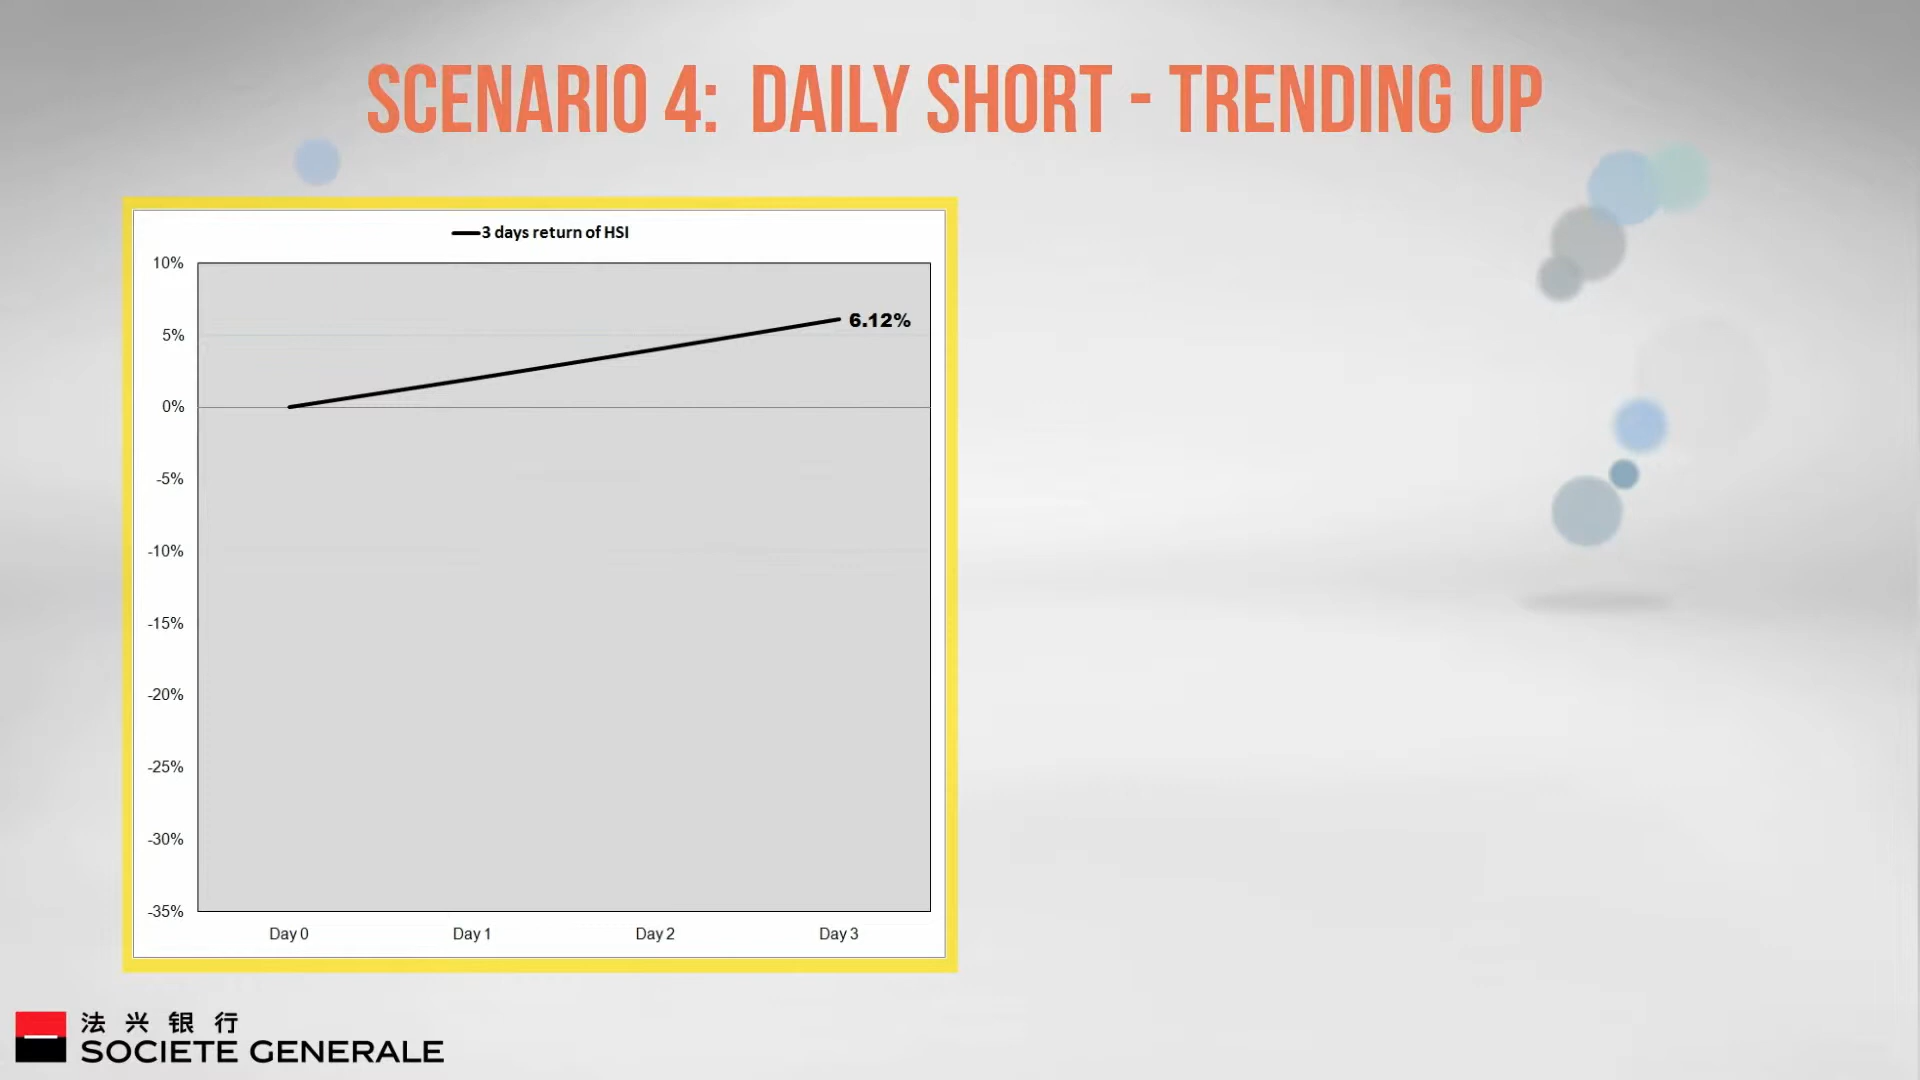 SCENARIO 4: DAILY SHORT - TRENDING UP
3 days return of HSI
10%
5%
0%
-5%
-10%
-15%
-20%
-25%
-30%
-35%
6.12%
Day 0 Day 1 Day 2 Day 3
法兴银行
SOCIETE GENERALE